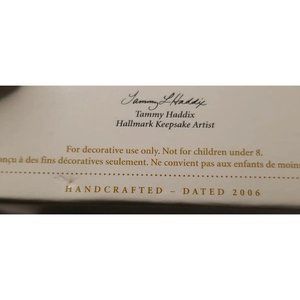 Tammy L Haddix
Tammy Haddix
Hallmark Keepsake Artist
For decorative use only. Not for children under 8.
à des fins décoratives seulement. Ne convient pas aux enfants de
HANDCRAFTED – DATED 2006